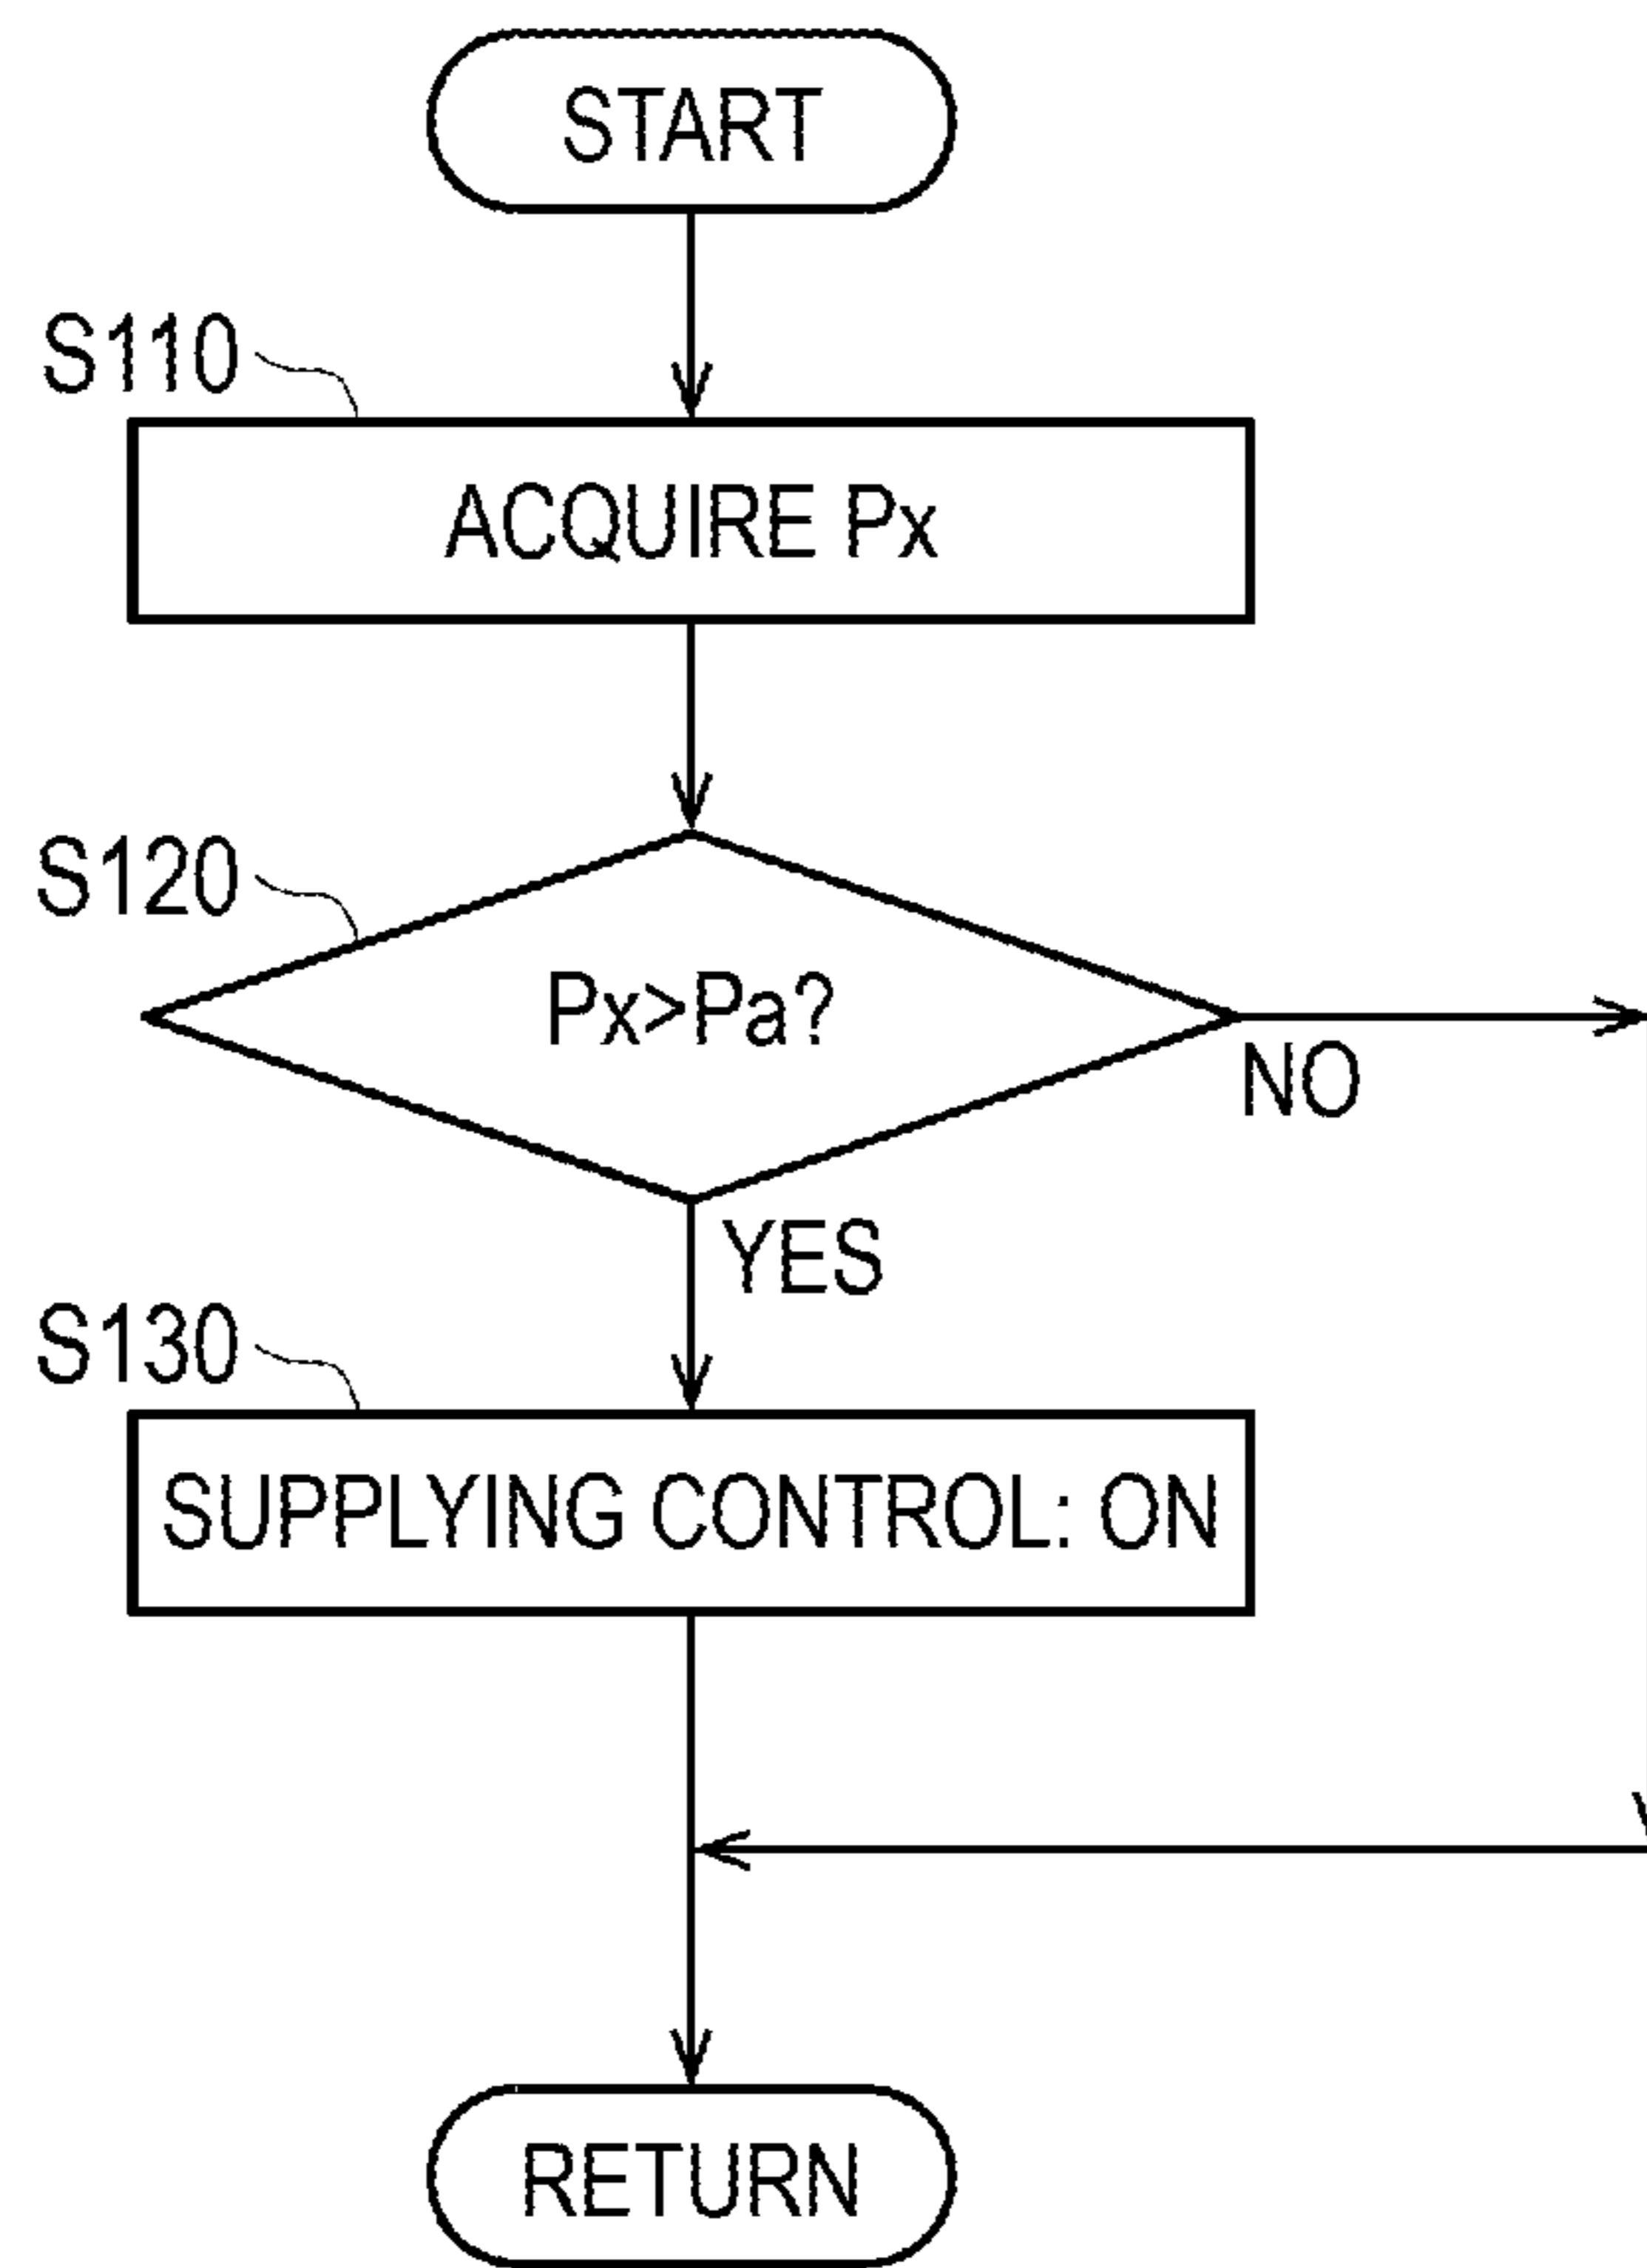 START
S110
ACQUIRE Px
S120
Px>Pa?
NO
YES
S130
SUPPLYING CONTROL: ON
RETURN